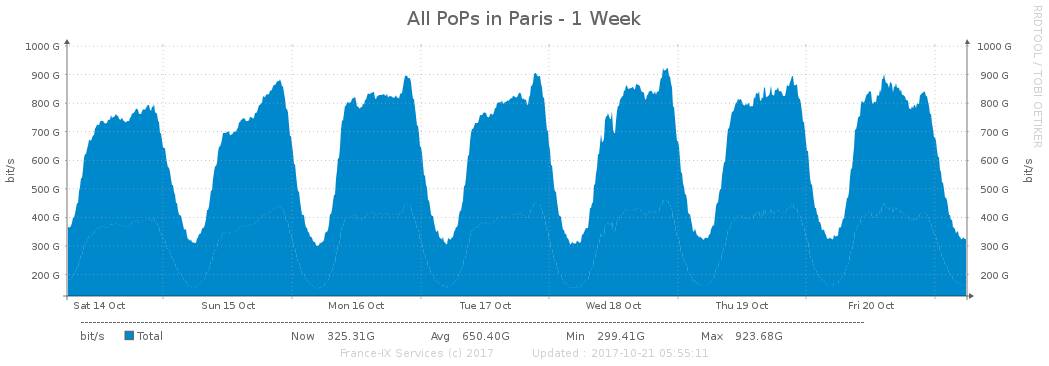 All PoPs in Paris - 1 Week
RRDTOOL / TOBI OETIKER
bit/s
1000 G
900 G
800 G
700 G
600 G
500 G
400 G
300 G
200 G
1000 G
900 G
800 G
700 G
600 G
500 G
400 G
300 G
200 G
bit/s
Sat 14 Oct Sun 15 Oct Mon 16 Oct Tue 17 Oct Wed 18 Oct Thu 19 Oct Fri 20 Oct
bit/s Total Now 325.31G Avg 650.40G Min 299.41G Max 923.68G
France-IX Services (c) 2017 Updated : 2017-10-21 05:55:11